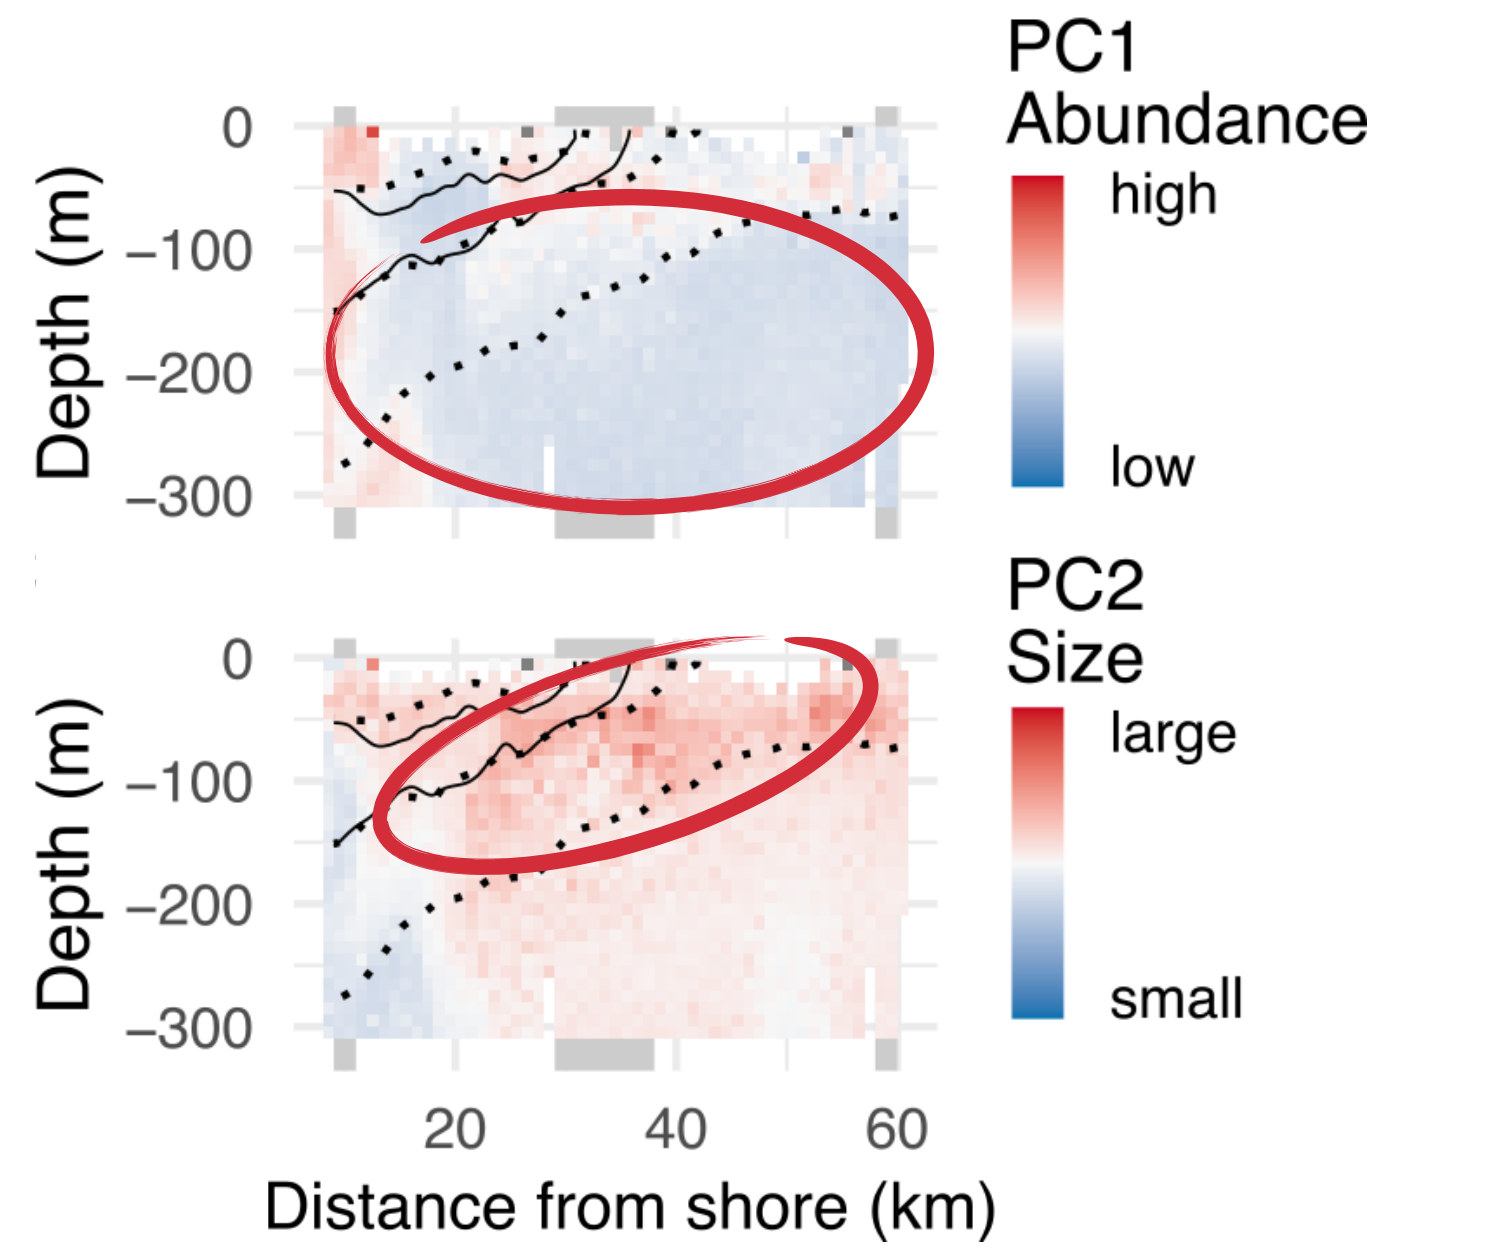 PC1
Abundance
high
low
0
−100
−200
−300
Depth (m)
PC2
Size
large
small
0
−100
−200
−300
Depth (m)
20 40 60
Distance from shore (km)